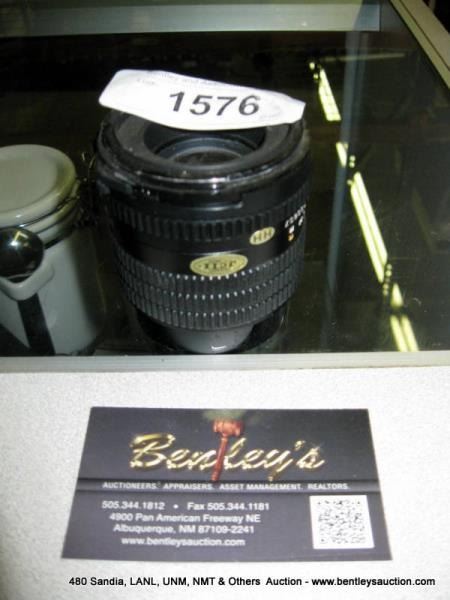 1576
HH
Bentley's
AUCTIONEERS. APPRAISERS. ASSET MANAGEMENT. REALTORS.
505.344.1812 • Fax 505.344.1181
4900 Pan American Freeway NE
Albuquerque, NM 87109-2241
www.bentleysauction.com
480 Sandia, LANL, UNM, NMT & Others Auction - www.bentleysauction.com